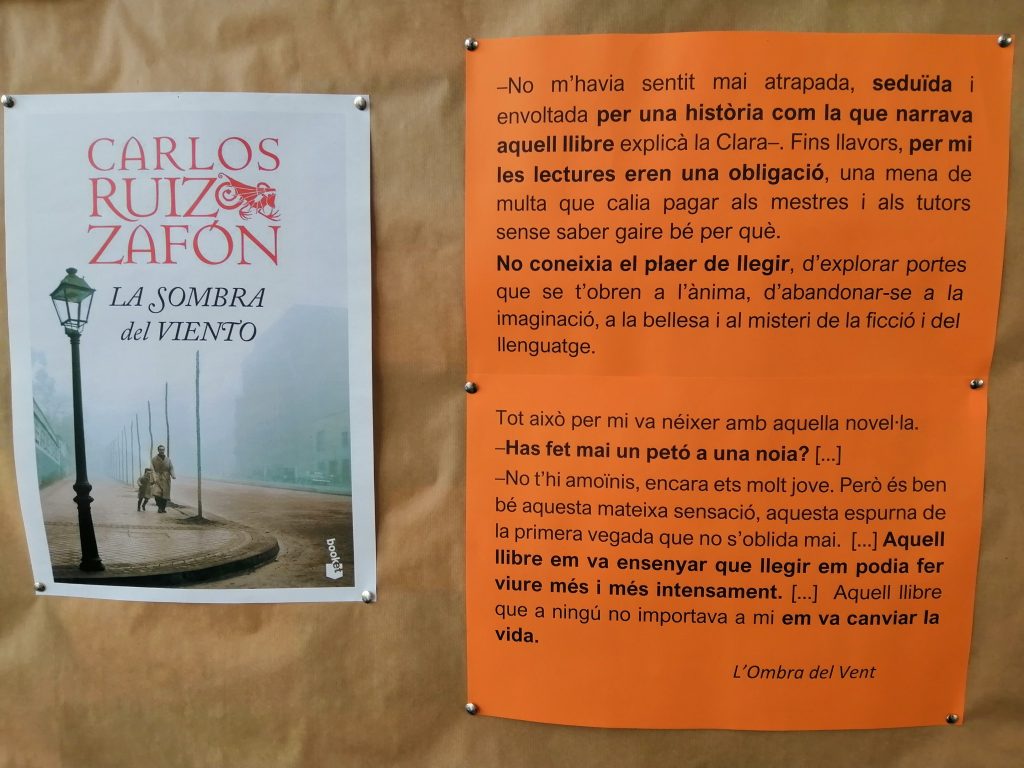 CARLOS
RUIZ
ZAFÓN
LA SOMBRA
del VIENTO
booket
–No m’havia sentit mai atrapada, seduïda i
envoltada per una història com la que narrava
aquell llibre explicà la Clara–. Fins llavors, per mi
les lectures eren una obligació, una mena de
multa que calia pagar als mestres i als tutors
sense saber gaire bé per què.
No coneixia el plaer de llegir, d’explorar portes
que se t’obren a l’ànima, d’abandonar-se a la
imaginació, a la bellesa i al misteri de la ficció i del
llenguatge.
Tot això per mi va néixer amb aquella novel·la.
–Has fet mai un petó a una noia? [...]
–No t’hi amoïnis, encara ets molt jove. Però és ben
bé aquesta mateixa sensació, aquesta espurna de
la primera vegada que no s’oblida mai. [...] Aquell
llibre em va ensenyar que llegir em podia fer
viure més i més intensament. [...] Aquell llibre
que a ningú no importava a mi em va canviar la
vida.
L’Ombra del Vent